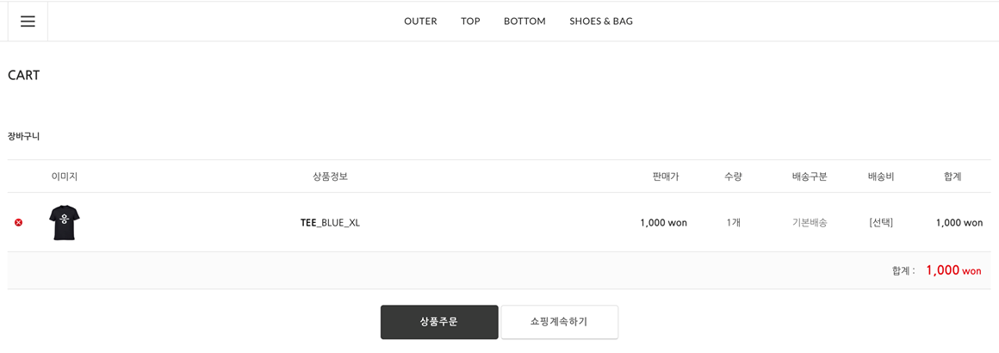 OUTER TOP BOTTOM SHOES & BAG
CART
장바구니
이미지 상품정보 판매가 수량 배송구분 배송비 합계
응 TEE_BLUE_XL 1,000 won 1개 기본배송 [선택] 1,000 won
합계 : 1,000 won
상품주문 쇼핑계속하기